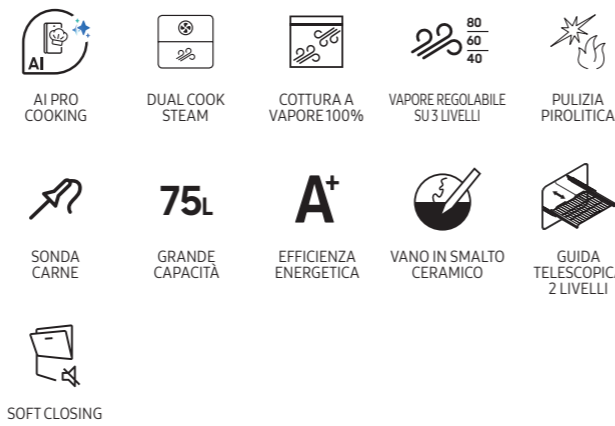 80
60
40
AI
AI PRO
COOKING
DUAL COOK
STEAM
COTTURA A
VAPORE 100%
VAPORE REGOLABILE
SU 3 LIVELLI
PULIZIA
PIROLITICA
75L
A+
SONDA
CARNE
GRANDE
CAPACITÀ
EFFICIENZA
ENERGETICA
VANO IN SMALTO
CERAMICO
GUIDA
TELESCOPICA
2 LIVELLI
SOFT CLOSING